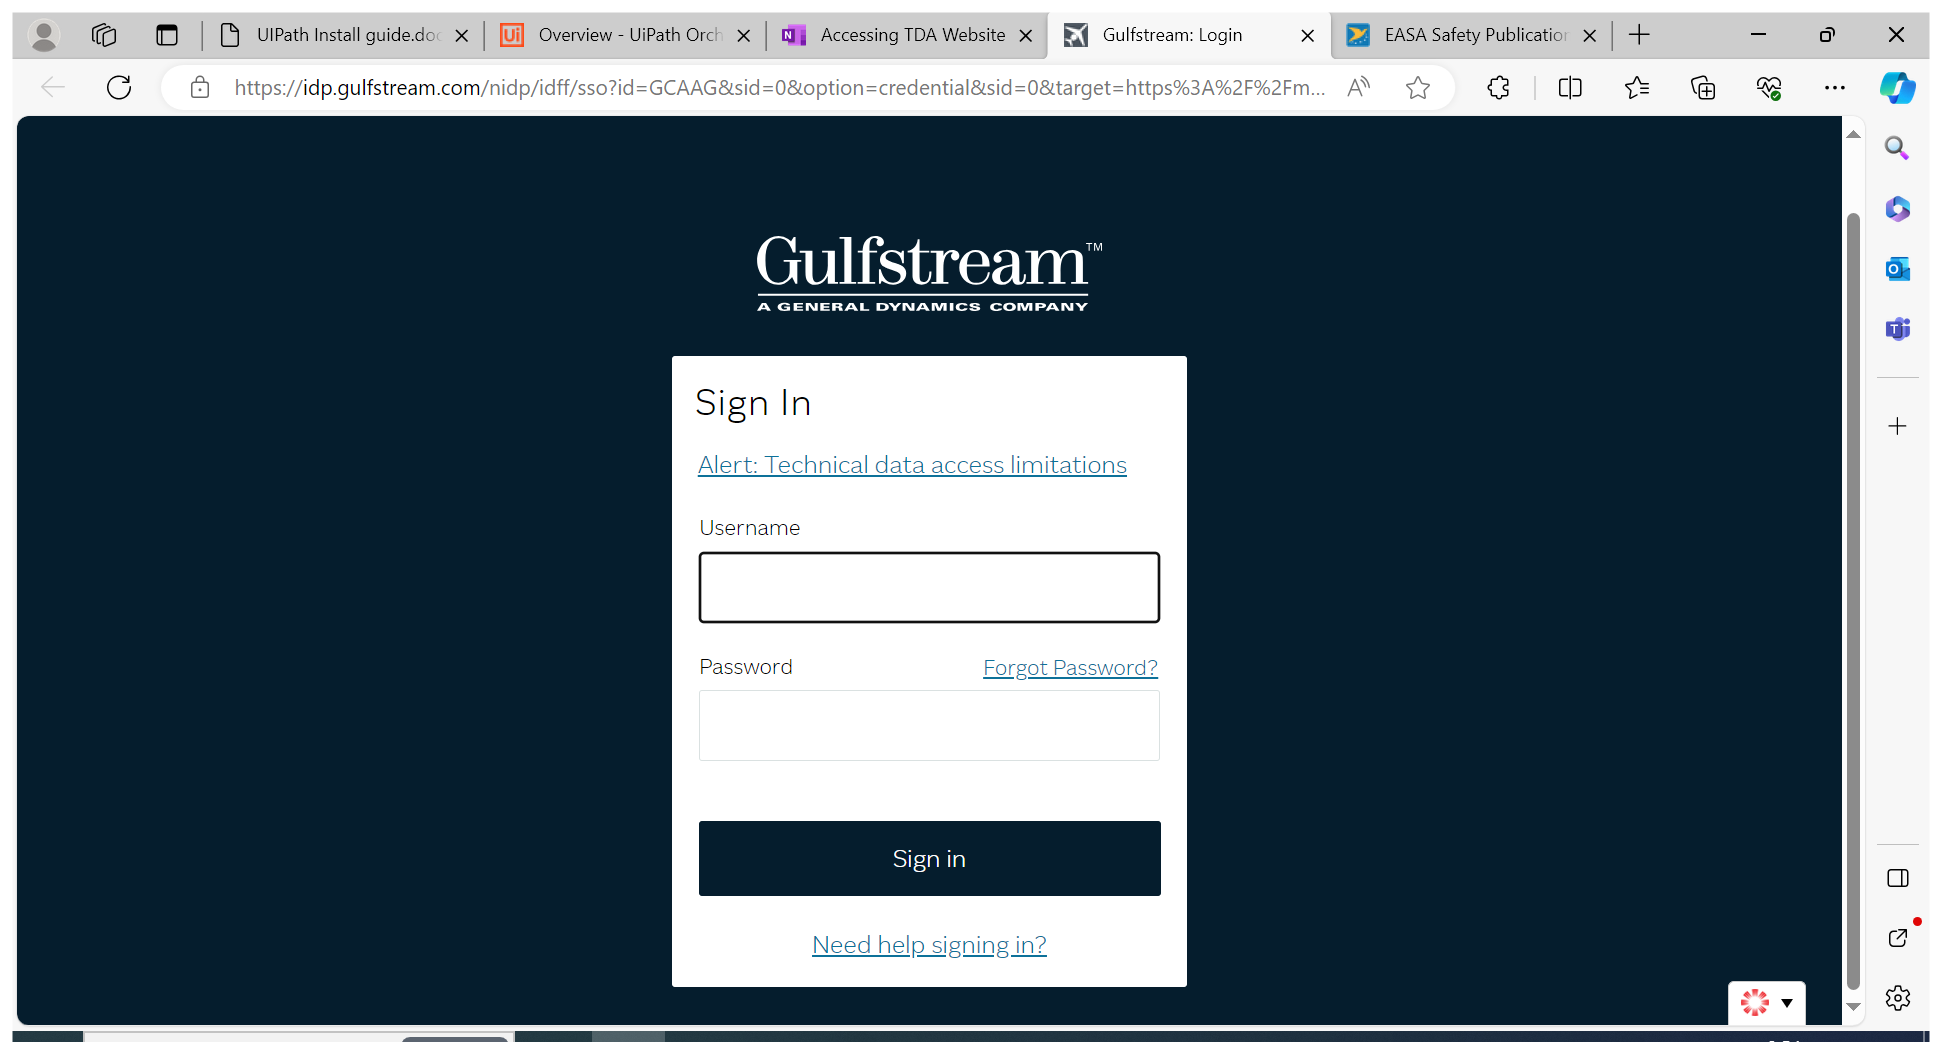 UIPath Install guide.doc
Ui
Overview - UiPath Orch
N
Accessing TDA Website
Gulfstream: Login
EASA Safety Publication
https://idp.gulfstream.com/nidp/idff/sso?id=GCAAG&sid=0&option=credential&sid=0&target=https%3A%2F%2Fm...
Gulfstream™
A GENERAL DYNAMICS COMPANY
Sign In
Alert: Technical data access limitations
Username
Password
Forgot Password?
Sign in
Need help signing in?